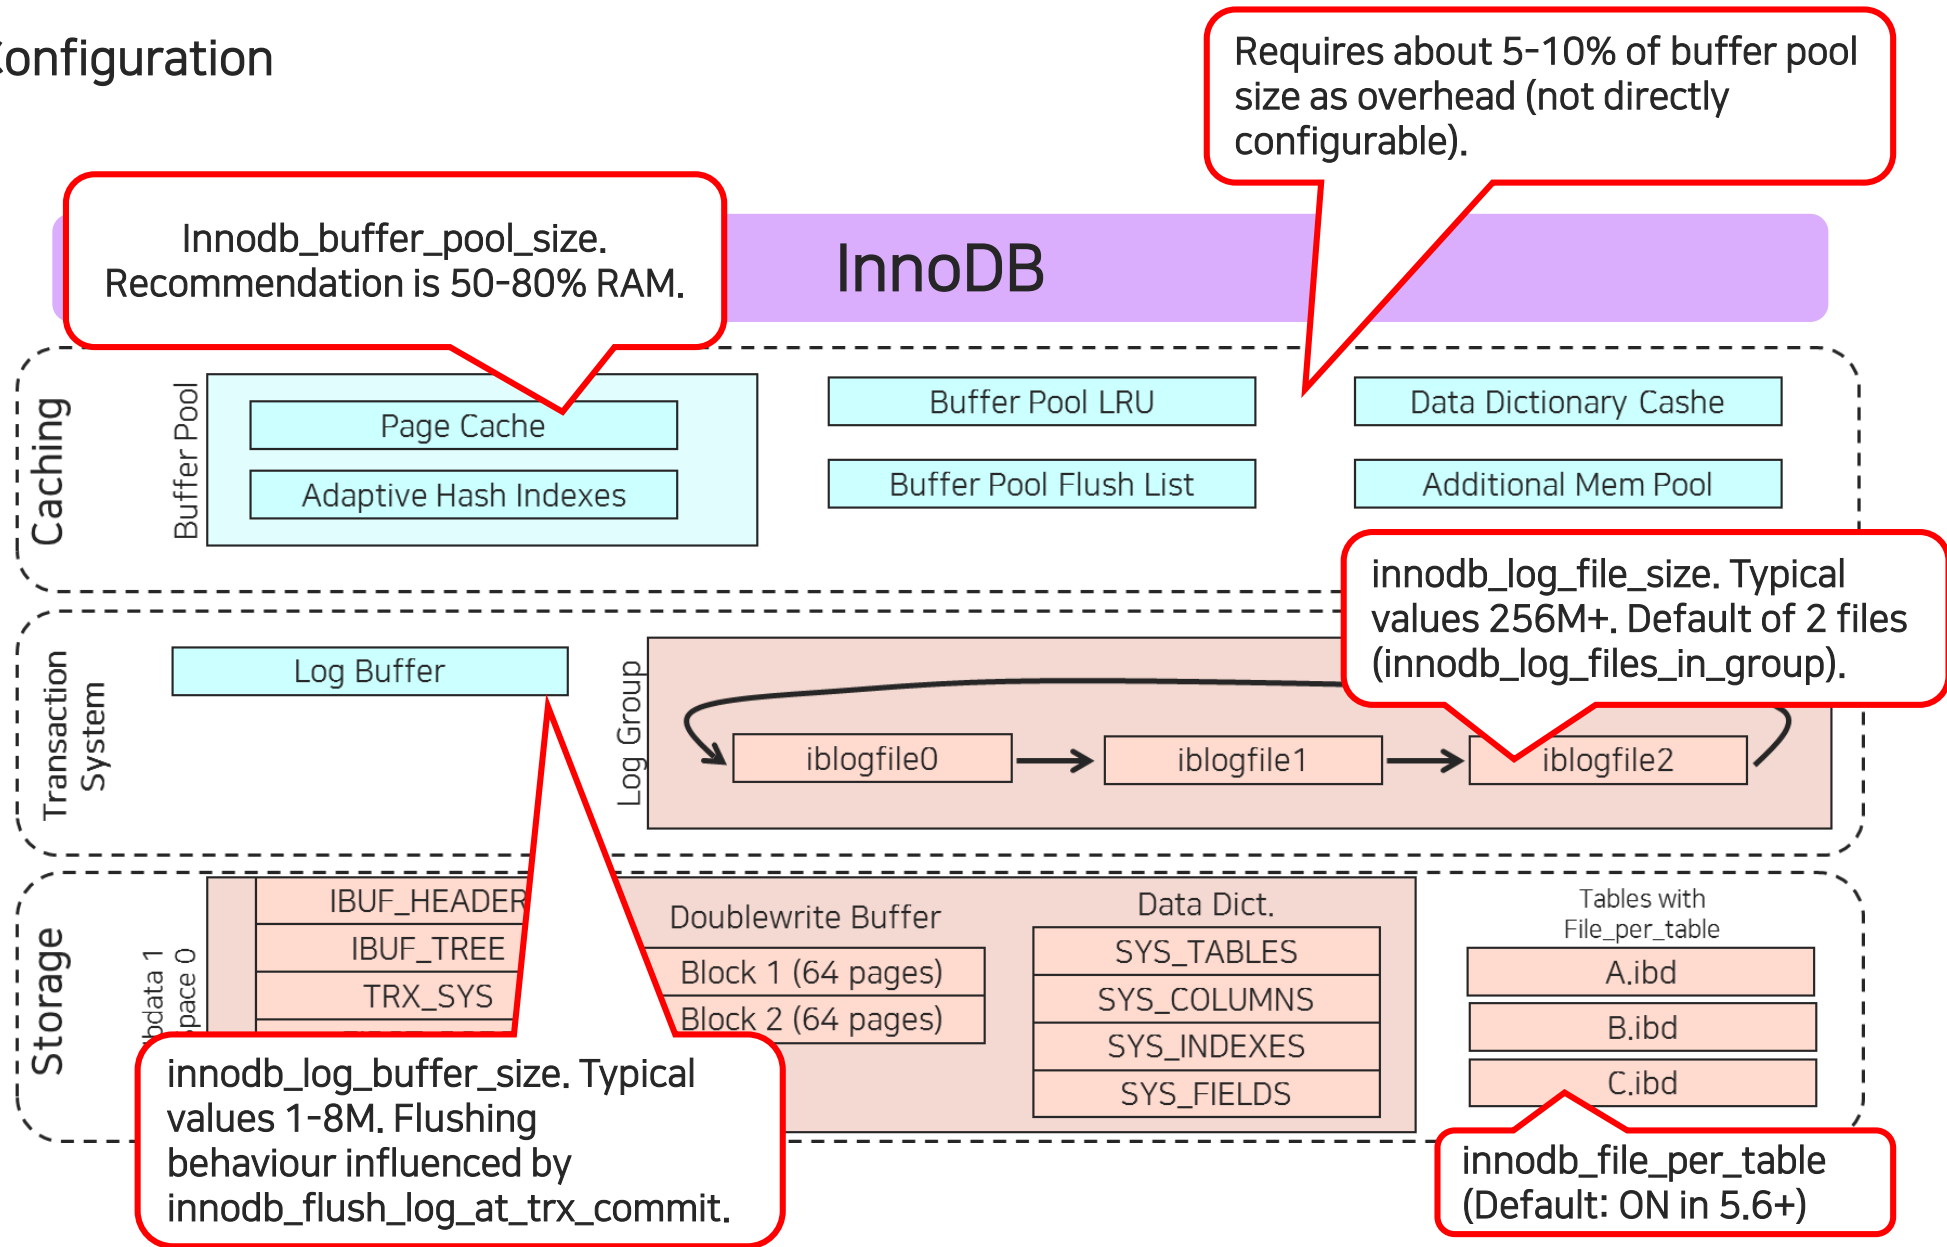 Configuration
Requires about 5-10% of buffer pool
size as overhead (not directly
configurable).
Innodb_buffer_pool_size.
Recommendation is 50-80% RAM.
InnoDB
Caching
Buffer Pool
Page Cache
Adaptive Hash Indexes
Buffer Pool LRU
Buffer Pool Flush List
Data Dictionary Cashe
Additional Mem Pool
innodb_log_file_size. Typical
values 256M+. Default of 2 files
(innodb_log_files_in_group).
Transaction
System
Log Buffer
Log Group
iblogfile0
iblogfile1
iblogfile2
Storage
bdata 1
pace 0
IBUF_HEADER
IBUF_TREE
TRX_SYS
Doublewrite Buffer
Block 1 (64 pages)
Block 2 (64 pages)
Data Dict.
SYS_TABLES
SYS_COLUMNS
SYS_INDEXES
SYS_FIELDS
Tables with
File_per_table
A.ibd
B.ibd
C.ibd
innodb_log_buffer_size. Typical
values 1-8M. Flushing
behaviour influenced by
innodb_flush_log_at_trx_commit.
innodb_file_per_table
(Default: ON in 5.6+)